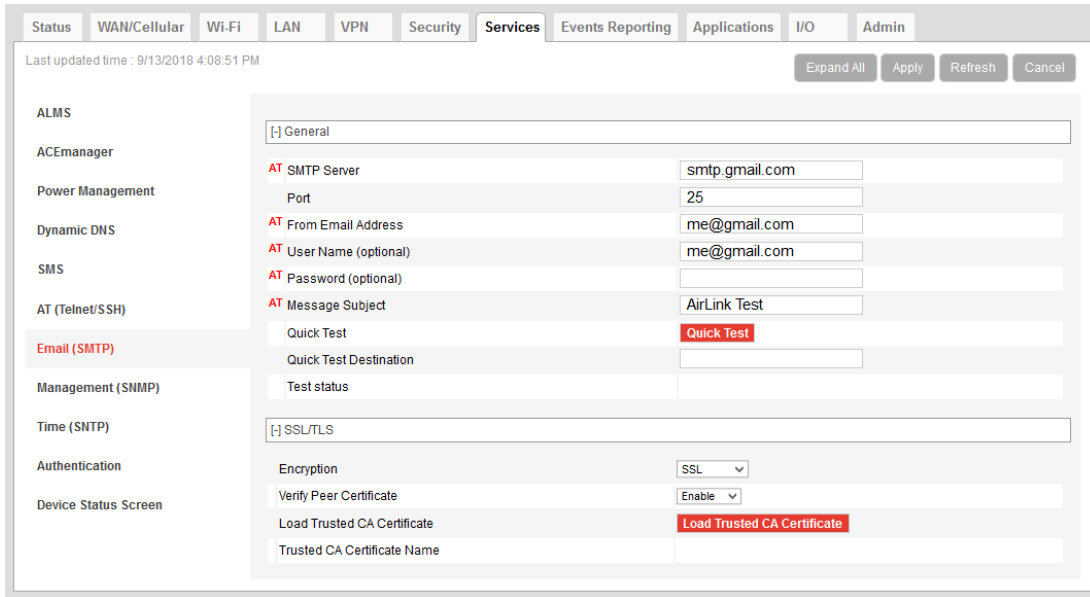 Status WAN/Cellular Wi-Fi LAN VPN Security Services Events Reporting Applications I/O Admin
Last updated time : 9/13/2018 4:08:51 PM
Expand All Apply Refresh Cancel
ALMS
ACEmanager
Power Management
Dynamic DNS
SMS
AT (Telnet/SSH)
Email (SMTP)
Management (SNMP)
Time (SNTP)
Authentication
Device Status Screen
[-] General
AT SMTP Server smtp.gmail.com
Port 25
AT From Email Address me@gmail.com
AT User Name (optional) me@gmail.com
AT Password (optional)
AT Message Subject AirLink Test
Quick Test Quick Test
Quick Test Destination
Test status
[-] SSL/TLS
Encryption SSL
Verify Peer Certificate Enable
Load Trusted CA Certificate Load Trusted CA Certificate
Trusted CA Certificate Name